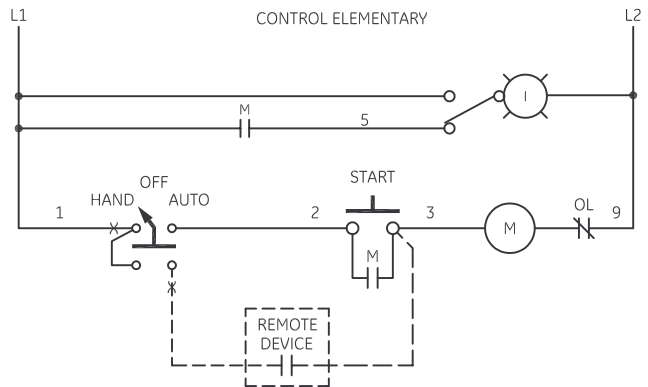 L1
CONTROL ELEMENTARY
L2
I
M
5
OFF
HAND
AUTO
START
1
2
3
M
OL
9
M
REMOTE
DEVICE